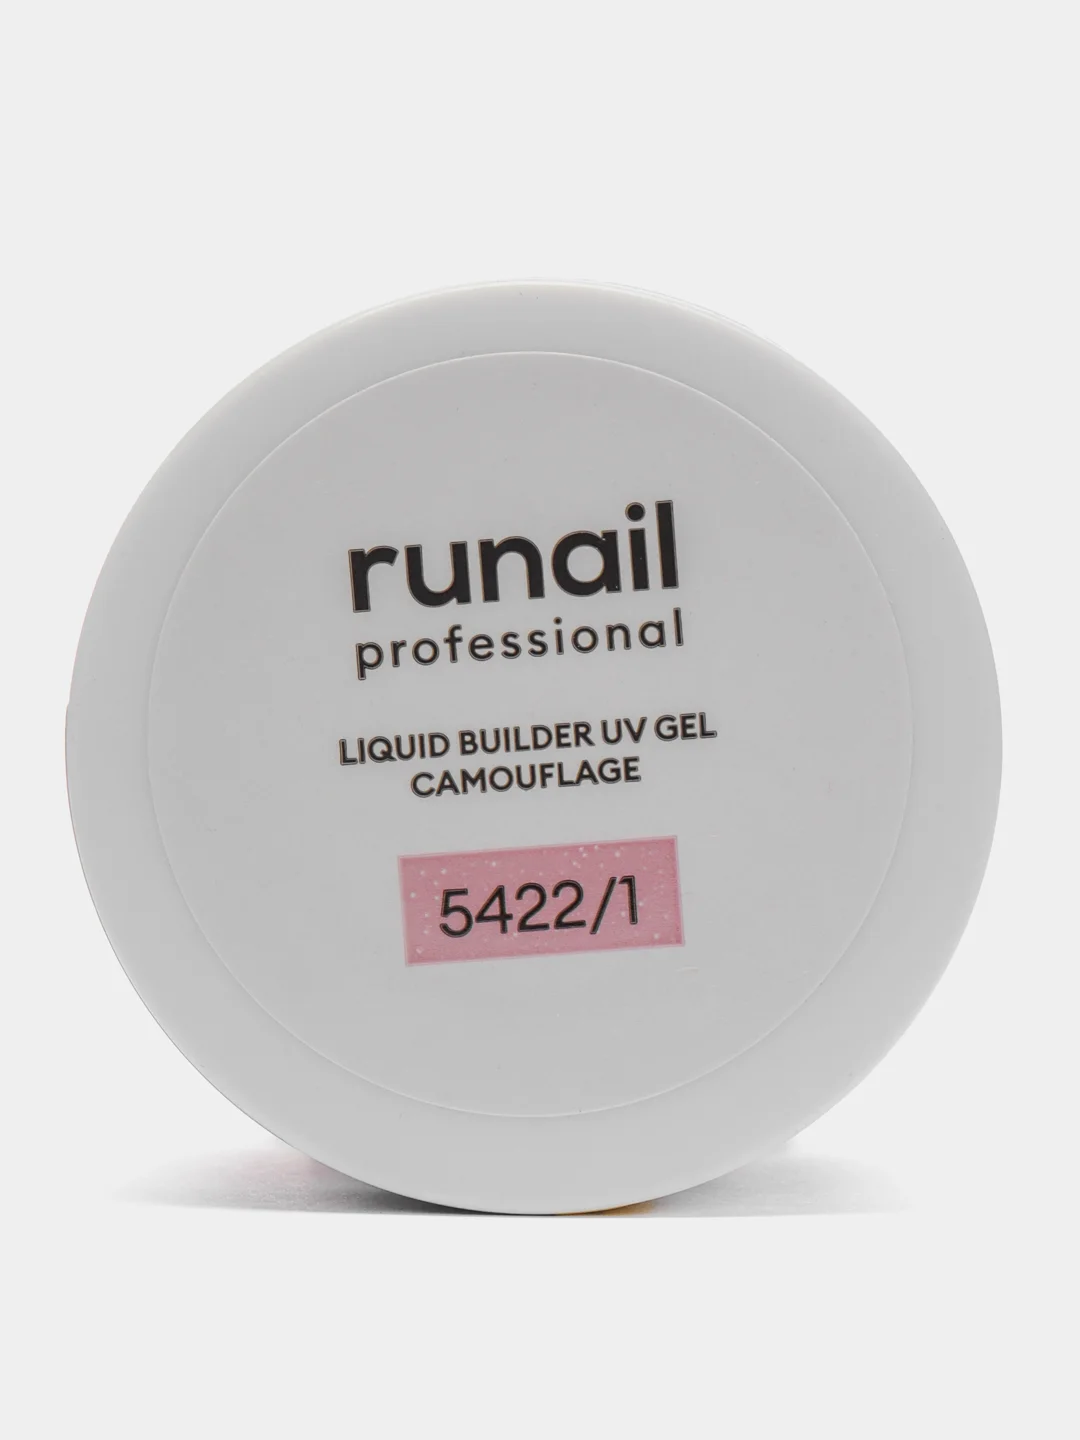 runail
professional
LIQUID BUILDER UV GEL
CAMOUFLAGE
5422/1